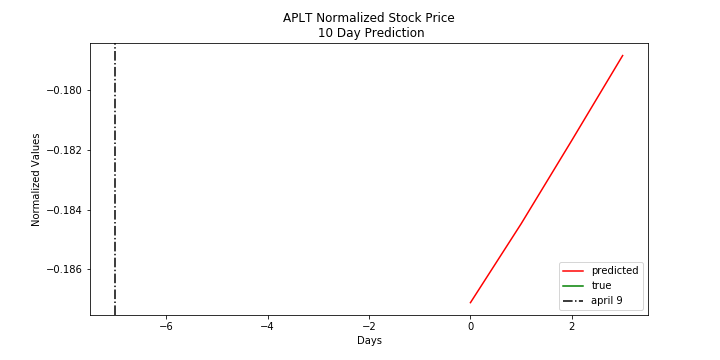 APLT Normalized Stock Price
10 Day Prediction
Normalized Values
−0.180
−0.182
−0.184
−0.186
−6
−4
−2
0
2
Days
predicted
true
april 9